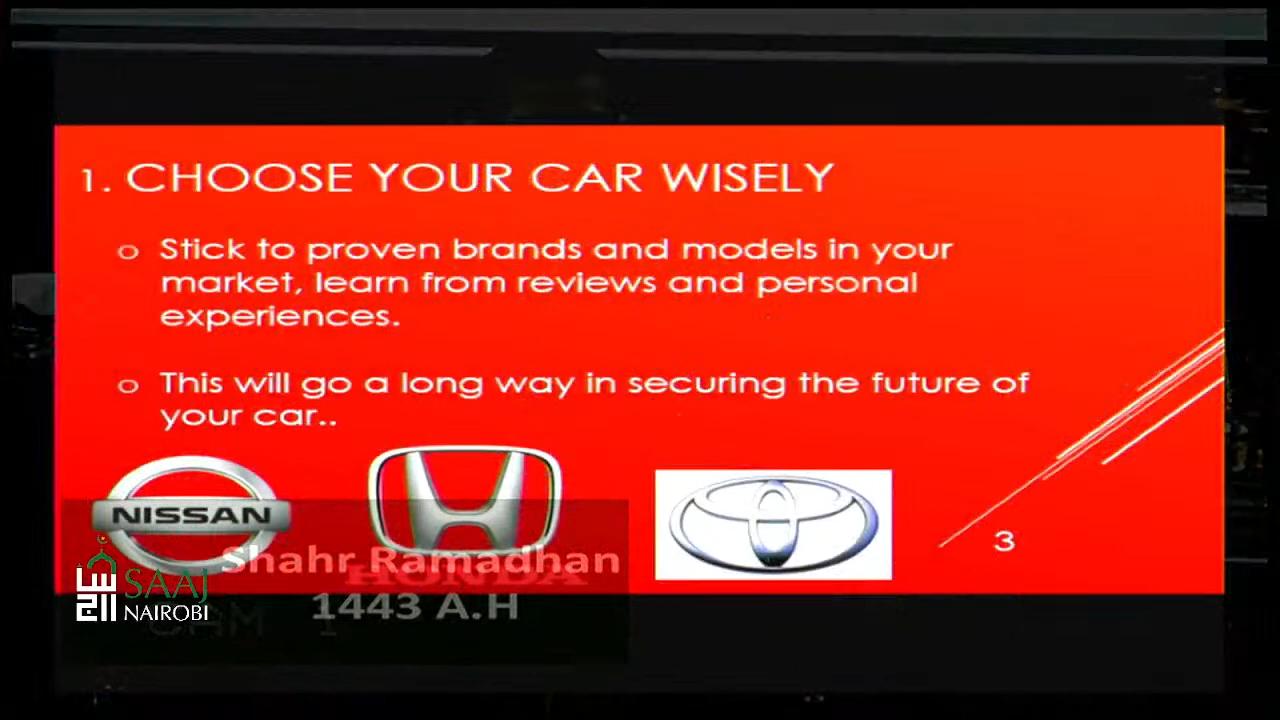 1. CHOOSE YOUR CAR WISELY
o Stick to proven brands and models in your
market, learn from reviews and personal
experiences.
o This will go a long way in securing the future of
your car..
NISSAN
HONDA
3
Shahr Ramadhan
1443 A.H
SAAJ
NAIROBI
CAM 1